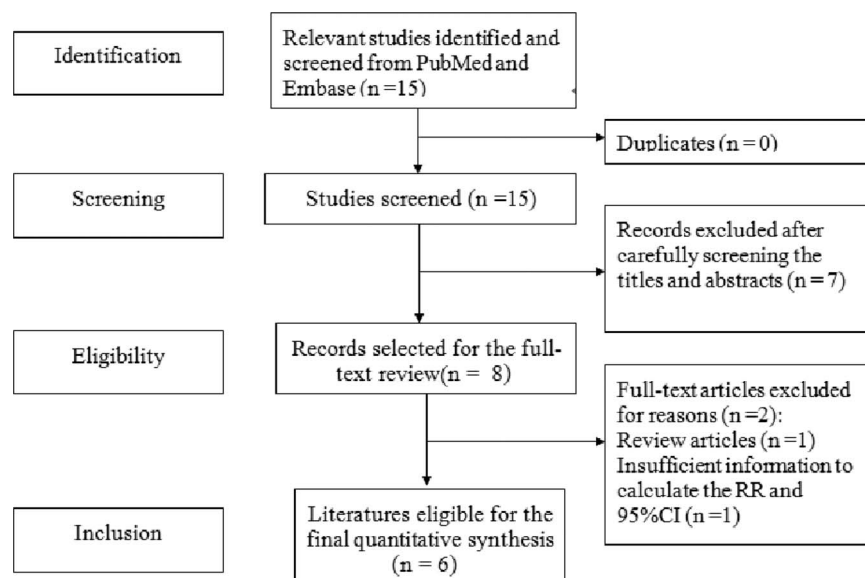 Identification
Relevant studies identified and
screened from PubMed and
Embase (n =15)
Duplicates (n = 0)
Screening
Studies screened (n =15)
Records excluded after
carefully screening the
titles and abstracts (n = 7)
Eligibility
Records selected for the full-
text review(n = 8)
Full-text articles excluded
for reasons (n =2):
Review articles (n =1)
Insufficient information to
calculate the RR and
95%CI (n =1)
Inclusion
Literatures eligible for the
final quantitative synthesis
(n = 6)